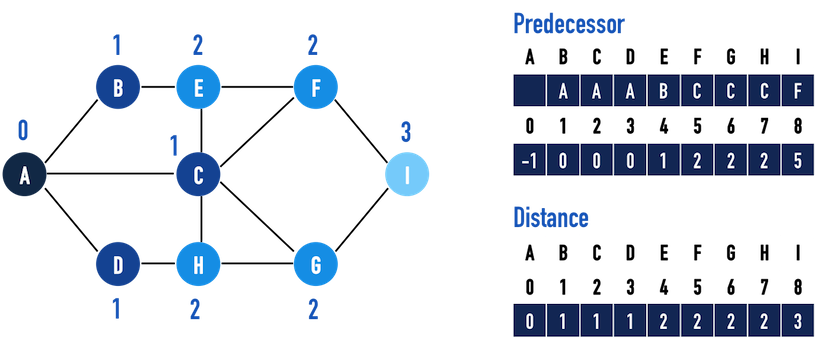 1 2 2
B E F
0 1 3
A C I
D H G
1 2 2
Predecessor
A B C D E F G H I
A A A B C C C F
0 1 2 3 4 5 6 7 8
-1 0 0 0 1 2 2 2 5
Distance
A B C D E F G H I
0 1 2 3 4 5 6 7 8
0 1 1 1 2 2 2 2 3